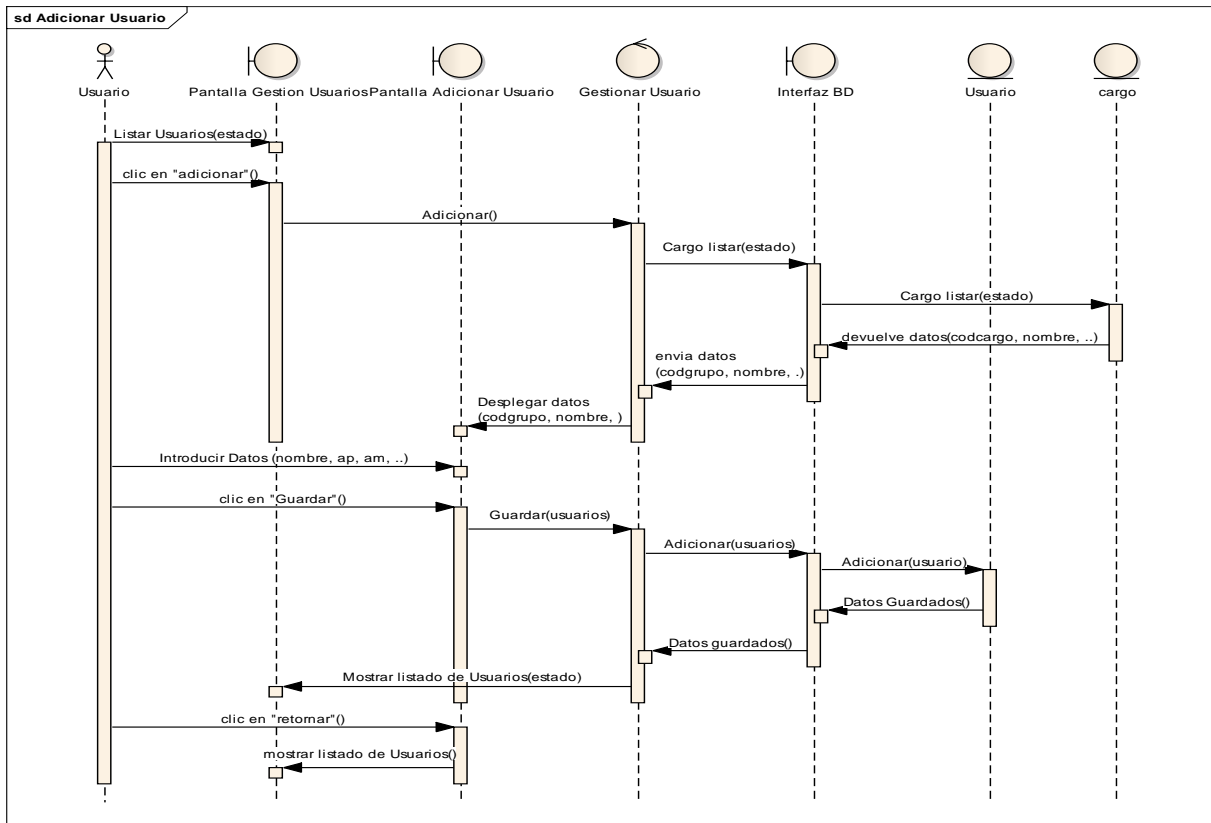 sd Adicionar Usuario
Usuario
Pantalla Gestion Usuarios
Pantalla Adicionar Usuario
Gestionar Usuario
Interfaz BD
Usuario
cargo
Listar Usuarios(estado)
clic en "adicionar"()
Adicionar()
Cargo listar(estado)
Cargo listar(estado)
devuelve datos(codcargo, nombre, ..)
envia datos
(codgrupo, nombre, .)
Desplegar datos
(codgrupo, nombre, )
Introducir Datos (nombre, ap, am, ..)
clic en "Guardar"()
Guardar(usuarios)
Adicionar(usuarios)
Adicionar(usuario)
Datos Guardados()
Datos guardados()
Mostrar listado de Usuarios(estado)
clic en "retornar"()
mostrar listado de Usuarios()